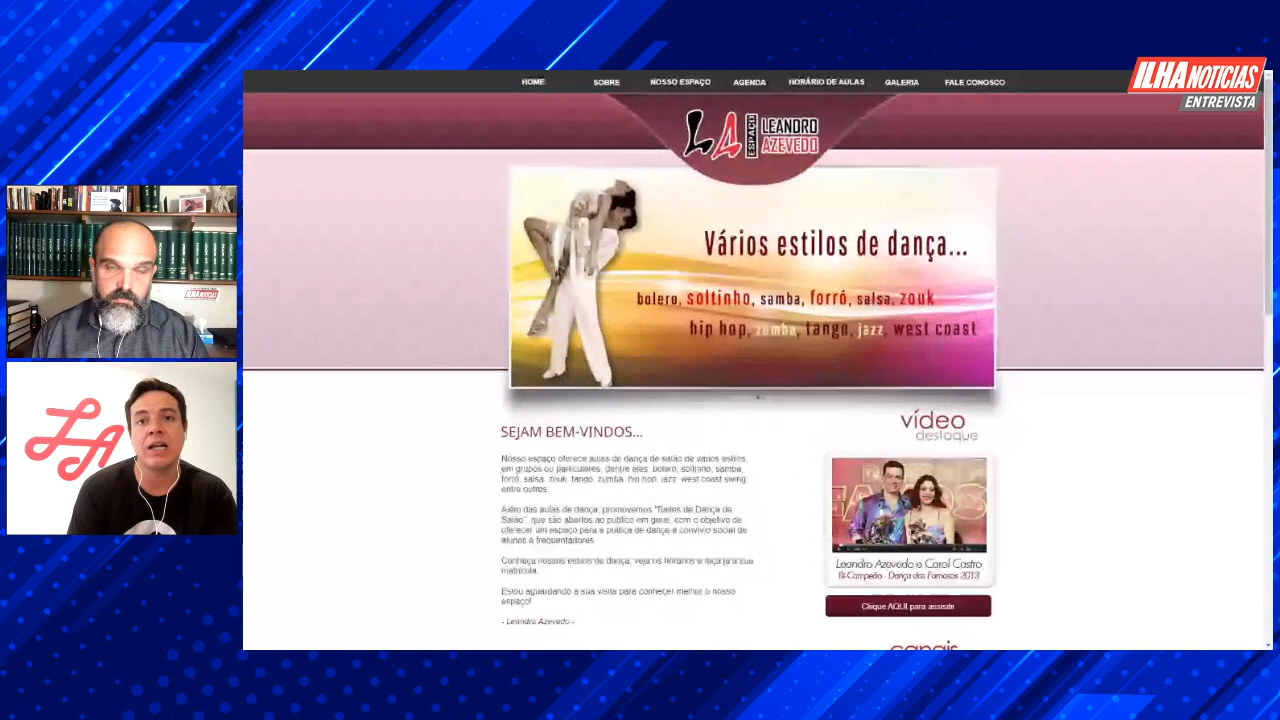 ILHA NOTÍCIAS
ENTREVISTA
HOME SOBRE NOSSO ESPAÇO AGENDA HORÁRIO DE AULAS GALERIA FALE CONOSCO
LA ESPAÇO LEANDRO AZEVEDO
Vários estilos de dança...
bolero, soltinho, samba, forró, salsa, zouk
hip hop, zumba, tango, jazz, west coast
LA
SEJAM BEM-VINDOS...
Nosso espaço oferece aulas de dança de salão de vários estilos,
em grupos ou particulares, dentre eles, bolero, soltinho, samba,
forró, salsa, zouk, tango, zumba, hip hop, jazz, west coast swing
entre outros.
Além das aulas de dança, promovemos "Bailes de Dança de
Salão", que são abertos ao público em geral, com o objetivo de
oferecer um espaço para a prática de dança e convívio social de
alunos e frequentadores.
Conheça nossos estilos de dança, veja os horários e faça já a sua
matrícula.
Estou aguardando a sua visita para conhecer melhor o nosso
espaço!
- Leandro Azevedo -
vídeo
destaque
Leandro Azevedo e Carol Castro
Bi-Campeão Dança dos Famosos 2013
Clique AQUI para assistir
canais